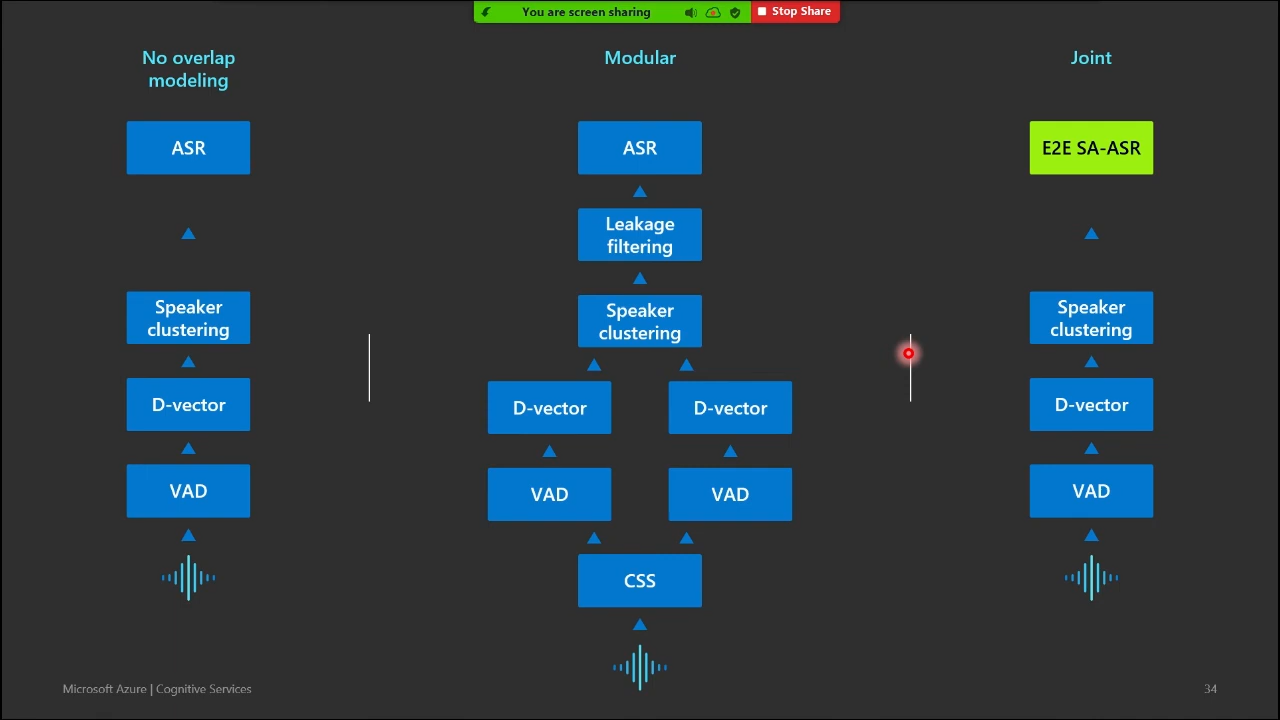 You are screen sharing
Stop Share
No overlap
modeling
ASR
Speaker
clustering
D-vector
VAD
Modular
ASR
Leakage
filtering
Speaker
clustering
D-vector
D-vector
VAD
VAD
CSS
Joint
E2E SA-ASR
Speaker
clustering
D-vector
VAD
Microsoft Azure | Cognitive Services
34